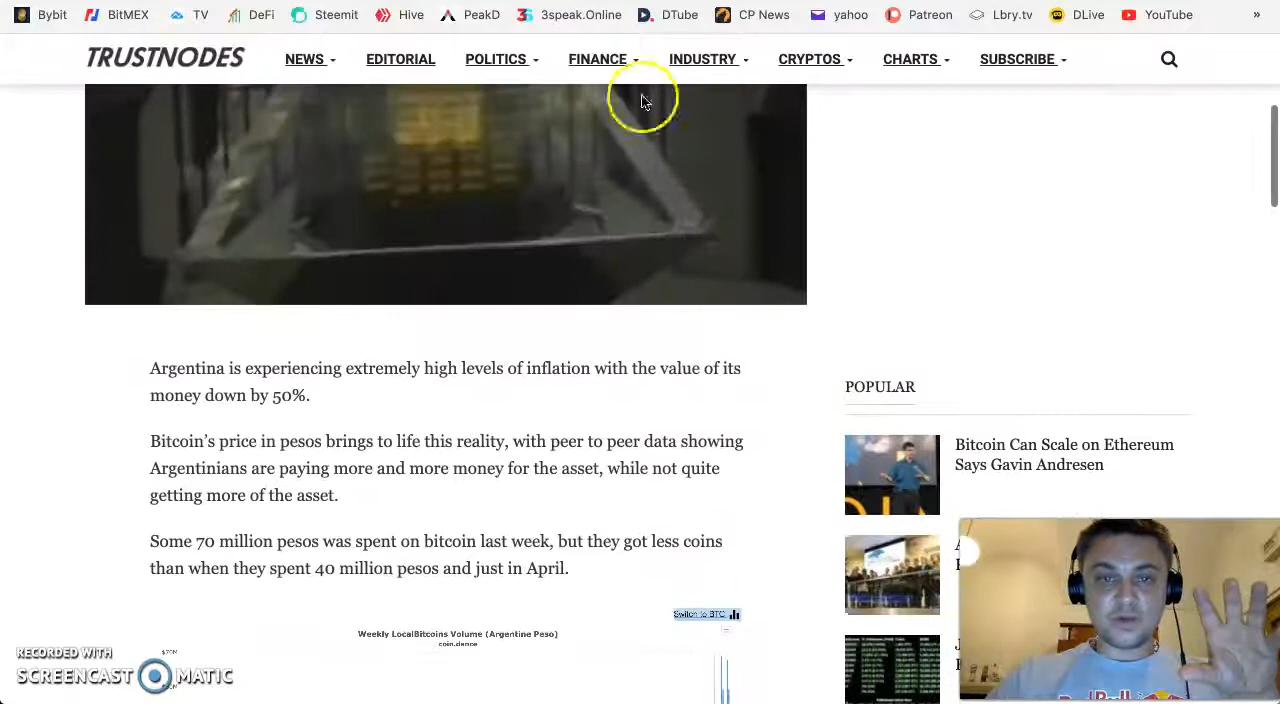 Bybit BitMEX TV DeFi Steemit Hive PeakD 3speak.Online DTube CP News yahoo Patreon Lbry.tv DLive YouTube »
TRUSTNODES NEWS EDITORIAL POLITICS FINANCE INDUSTRY CRYPTOS CHARTS SUBSCRIBE
Argentina is experiencing extremely high levels of inflation with the value of its
money down by 50%.
Bitcoin’s price in pesos brings to life this reality, with peer to peer data showing
Argentinians are paying more and more money for the asset, while not quite
getting more of the asset.
Some 70 million pesos was spent on bitcoin last week, but they got less coins
than when they spent 40 million pesos and just in April.
Switch to BTC
Weekly LocalBitcoins Volume (Argentine Peso)
coin.dance
POPULAR
Bitcoin Can Scale on Ethereum
Says Gavin Andresen
RECORDED WITH
SCREENCAST
Red Bull